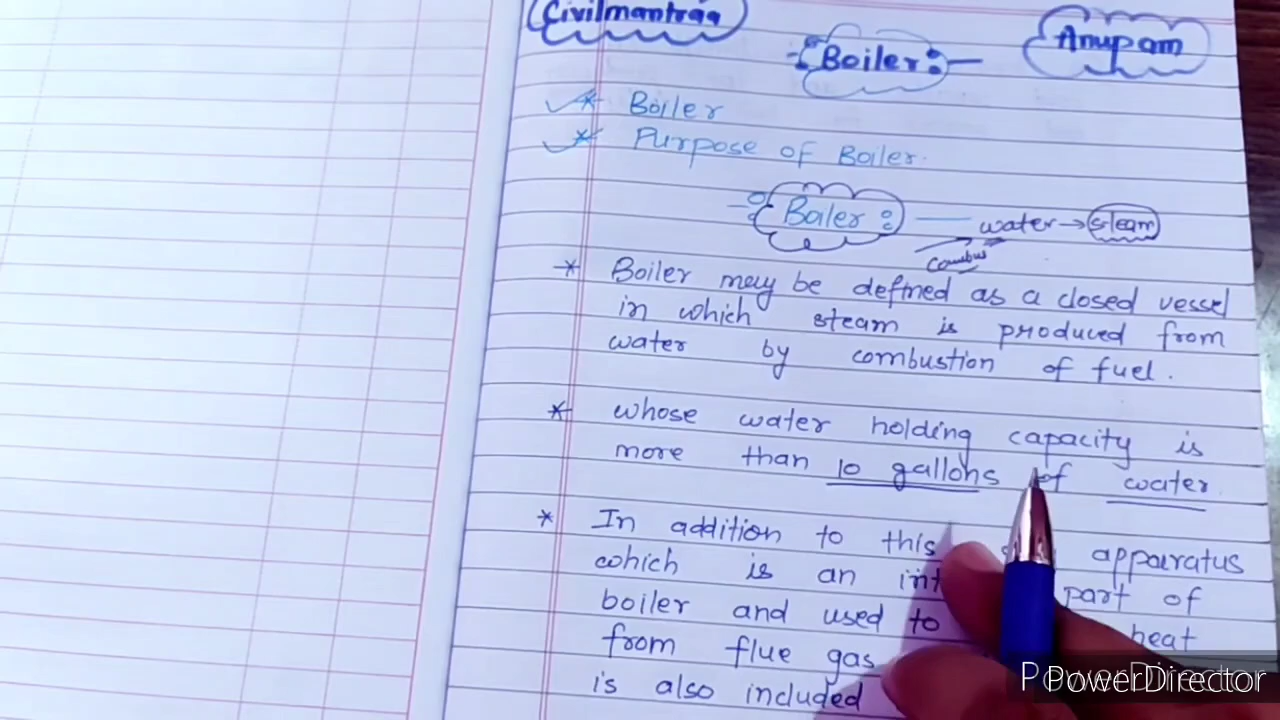 Civilmantraa
Boiler
Anupam
* Boiler
* Purpose of Boiler.
Boiler water → steam
Combus
* Boiler may be defined as a closed vessel
in which steam is produced from
water by combustion of fuel.
* whose water holding capacity is
more than 10 gallons of water.
* In addition to this apparatus
which is an part of
boiler and used to heat
from flue gas
is also included
PowerDirector